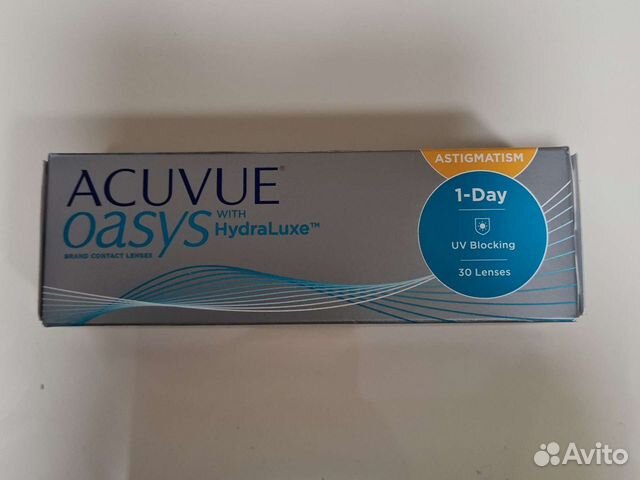 ACUVUE®
oasys WITH HydraLuxe™
BRAND CONTACT LENSES
ASTIGMATISM
1-Day
UV Blocking
30 Lenses
Avito